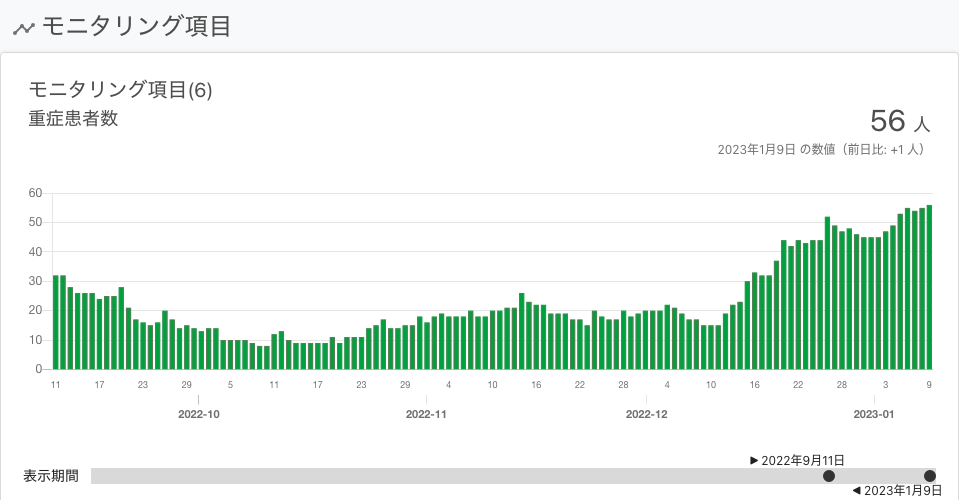 モニタリング項目
モニタリング項目(6)
重症患者数
56 人
2023年1月9日 の数値（前日比: +1 人）
60
50
40
30
20
10
0
11 17 23 29 5 11 17 23 29 4 10 16 22 28 4 10 16 22 28 3 9
2022-10 2022-11 2022-12 2023-01
▶ 2022年9月11日
表示期間
◀ 2023年1月9日